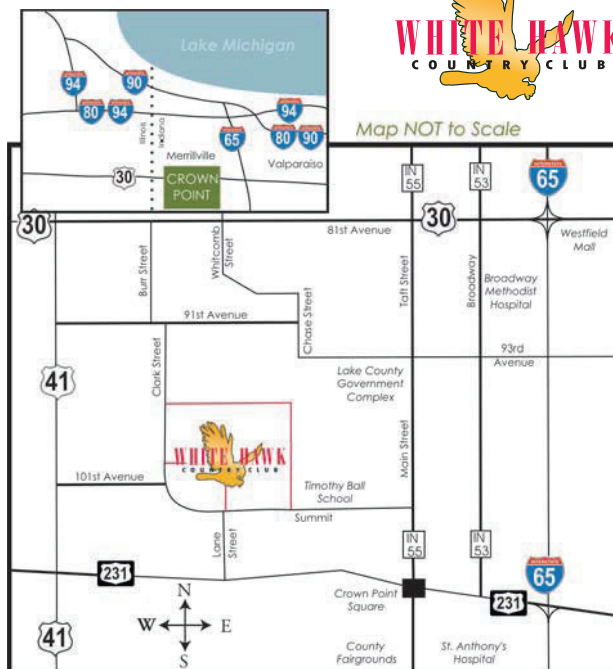 WHITE HAWK
COUNTRY CLUB
Lake Michigan
94
90
80
94
94
65
80
90
Illinois
Indiana
Merrillville
Valparaiso
30
CROWN
POINT
Map NOT to Scale
IN
55
IN
53
INTERSTATE
65
30
30
81st Avenue
Westfield
Mall
Burr Street
Whitcomb
Street
Taft Street
Broadway
Broadway
Methodist
Hospital
91st Avenue
Chase Street
93rd
Avenue
41
Clark Street
Lake County
Government
Complex
Main Street
WHITE HAWK
COUNTRY CLUB
101st Avenue
Timothy Ball
School
Summit
Lane
Street
IN
55
IN
53
INTERSTATE
65
231
Crown Point
Square
231
N
W
E
S
41
County
Fairgrounds
St. Anthony's
Hospital